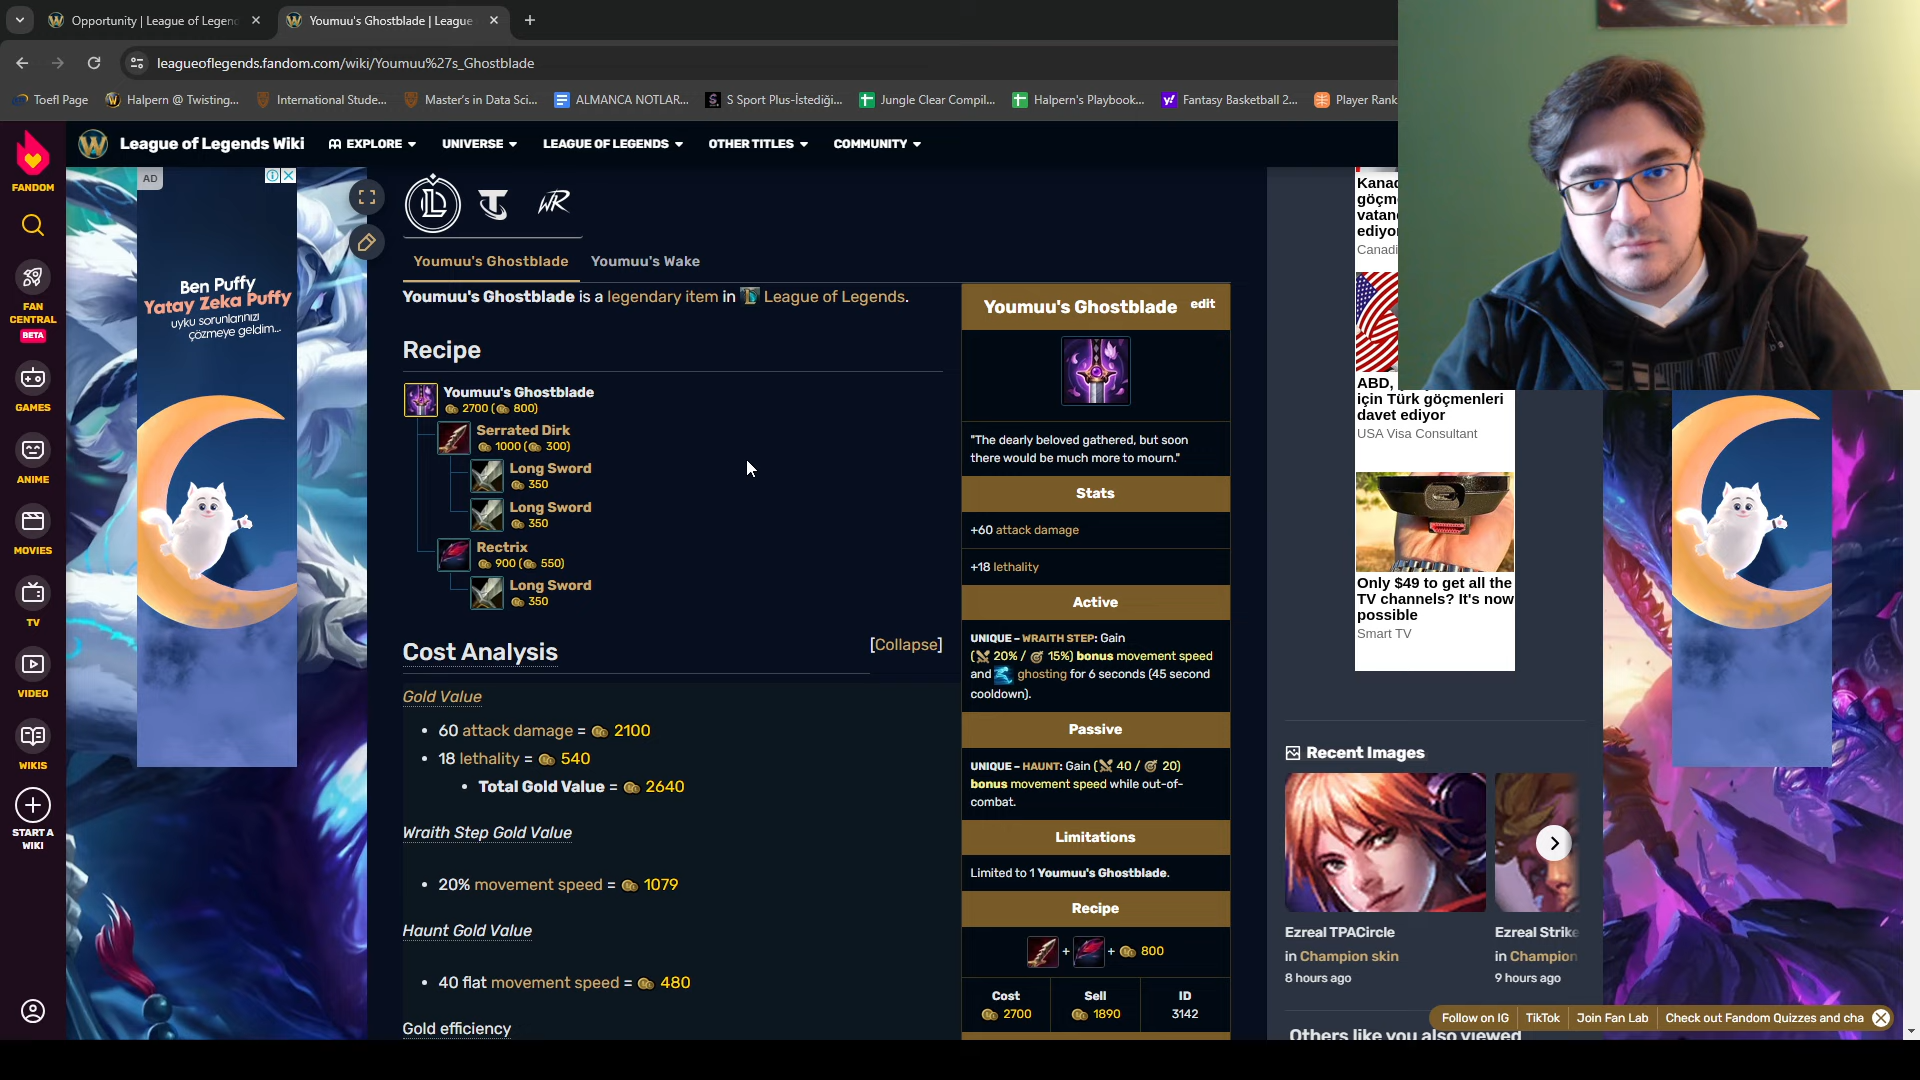 Opportunity | League of Legen
Youmuu's Ghostblade | League
leagueoflegends.fandom.com/wiki/Youmuu%27s_Ghostblade
Toefl Page
Halpern @ Twisting...
International Stude...
Master's in Data Sci...
ALMANCA NOTLAR...
S Sport Plus-İstediği...
Jungle Clear Compil...
Halpern's Playbook...
Fantasy Basketball 2...
Player Rank
League of Legends Wiki
EXPLORE
UNIVERSE
LEAGUE OF LEGENDS
OTHER TITLES
COMMUNITY
FANDOM
FAN CENTRAL
BETA
GAMES
ANIME
MOVIES
TV
VIDEO
WIKIS
START A
WIKI
AD
Ben Puffy
Yatay Zeka Puffy
uyku sorunlarınızı
çözmeye geldim...
WR
Youmuu's Ghostblade
Youmuu's Wake
Youmuu's Ghostblade is a legendary item in League of Legends.
Recipe
Youmuu's Ghostblade
2700 ( 800)
Serrated Dirk
1000 ( 300)
Long Sword
350
Long Sword
350
Rectrix
900 ( 550)
Long Sword
350
Cost Analysis
[Collapse]
Gold Value
60 attack damage = 2100
18 lethality = 540
Total Gold Value = 2640
Wraith Step Gold Value
20% movement speed = 1079
Haunt Gold Value
40 flat movement speed = 480
Gold efficiency
Youmuu's Ghostblade
edit
"The dearly beloved gathered, but soon
there would be much more to mourn."
Stats
+60 attack damage
+18 lethality
Active
UNIQUE – WRAITH STEP: Gain
( 20% / 15%) bonus movement speed
and ghosting for 6 seconds (45 second
cooldown).
Passive
UNIQUE – HAUNT: Gain ( 40 / 20)
bonus movement speed while out-of-
combat.
Limitations
Limited to 1 Youmuu's Ghostblade.
Recipe
+ + 800
Cost
2700
Sell
1890
ID
3142
Kanad
göçm
vatand
ediyor
Canadi
ABD,
için Türk göçmenleri
davet ediyor
USA Visa Consultant
Only $49 to get all the
TV channels? It's now
possible
Smart TV
Recent Images
Ezreal TPACircle
in Champion skin
8 hours ago
Ezreal Strike
in Champion
9 hours ago
Follow on IG
TikTok
Join Fan Lab
Check out Fandom Quizzes and cha
Others like you also viewed